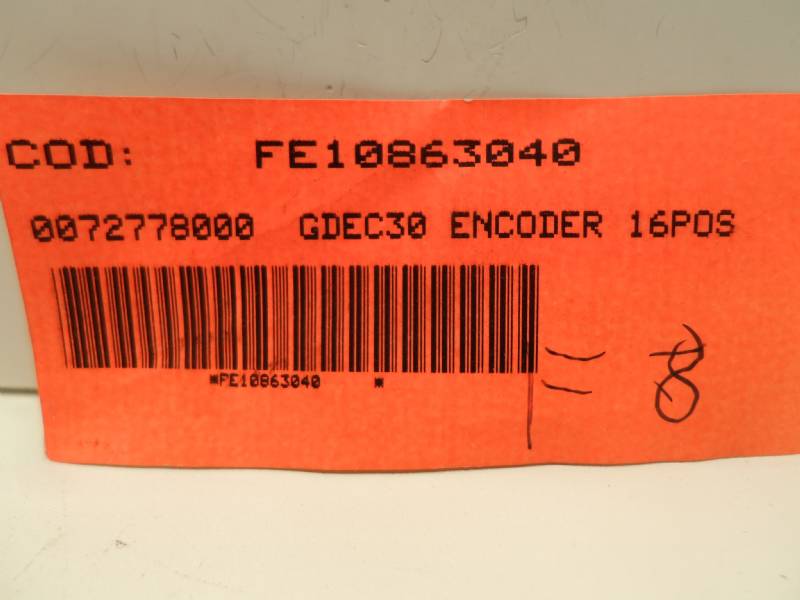 COD: FE10863040
0072778000 GDEC30 ENCODER 16POS
*FE10863040 *
= 8